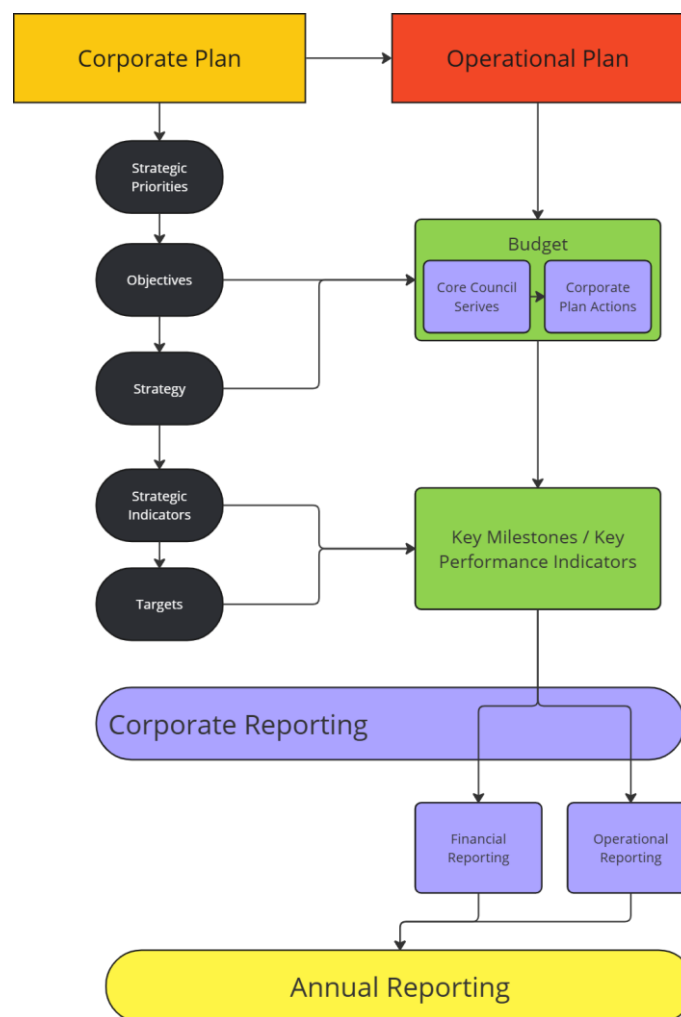 Corporate Plan
Operational Plan
Strategic
Priorities
Objectives
Strategy
Strategic
Indicators
Targets
Budget
Core Council
Serives
Corporate
Plan Actions
Key Milestones / Key
Performance Indicators
Corporate Reporting
Financial
Reporting
Operational
Reporting
Annual Reporting